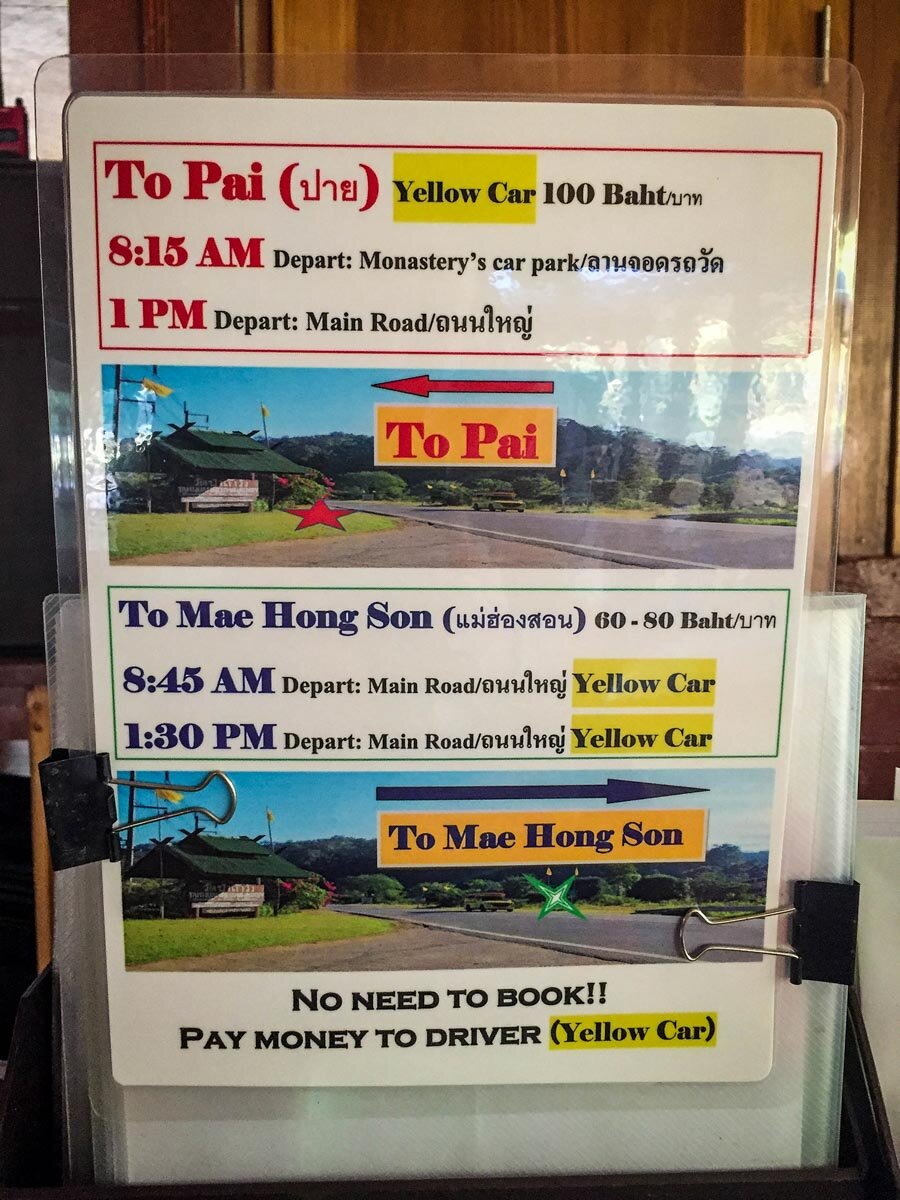 To Pai (ปาย) Yellow Car 100 Baht/บาท
8:15 AM Depart: Monastery's car park/ลานจอดรถวัด
1 PM Depart: Main Road/ถนนใหญ่
To Pai
To Mae Hong Son (แม่ฮ่องสอน) 60 - 80 Baht/บาท
8:45 AM Depart: Main Road/ถนนใหญ่ Yellow Car
1:30 PM Depart: Main Road/ถนนใหญ่ Yellow Car
To Mae Hong Son
NO NEED TO BOOK!!
PAY MONEY TO DRIVER (Yellow Car)